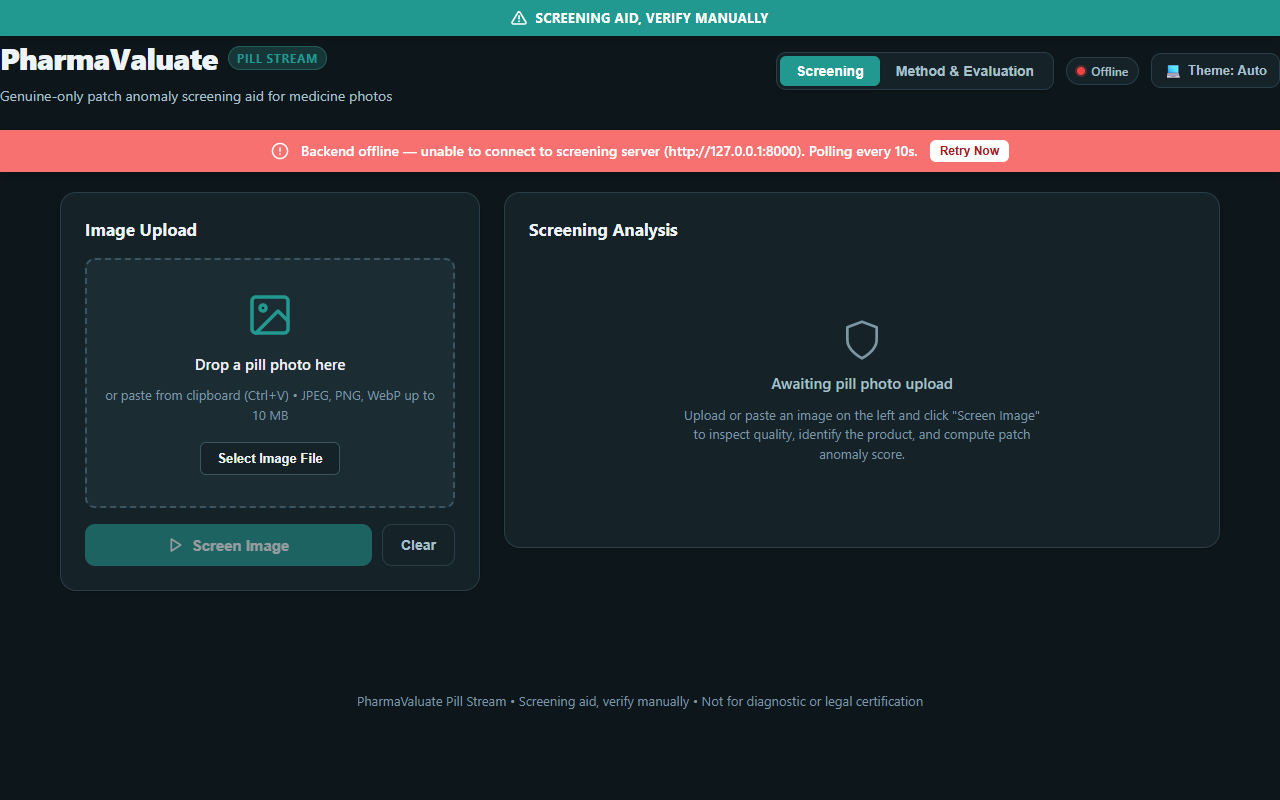 SCREENING AID, VERIFY MANUALLY
PharmaValuate PILL STREAM
Genuine-only patch anomaly screening aid for medicine photos
Screening Method & Evaluation Offline Theme: Auto
Backend offline — unable to connect to screening server (http://127.0.0.1:8000). Polling every 10s. Retry Now
Image Upload
Drop a pill photo here
or paste from clipboard (Ctrl+V) • JPEG, PNG, WebP up to
10 MB
Select Image File
Screen Image Clear
Screening Analysis
Awaiting pill photo upload
Upload or paste an image on the left and click "Screen Image"
to inspect quality, identify the product, and compute patch
anomaly score.
PharmaValuate Pill Stream • Screening aid, verify manually • Not for diagnostic or legal certification